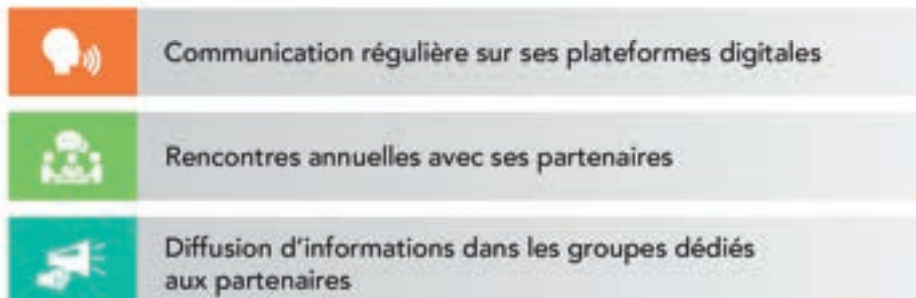 Communication régulière sur ses plateformes digitales
Rencontres annuelles avec ses partenaires
Diffusion d'informations dans les groupes dédiés
aux partenaires